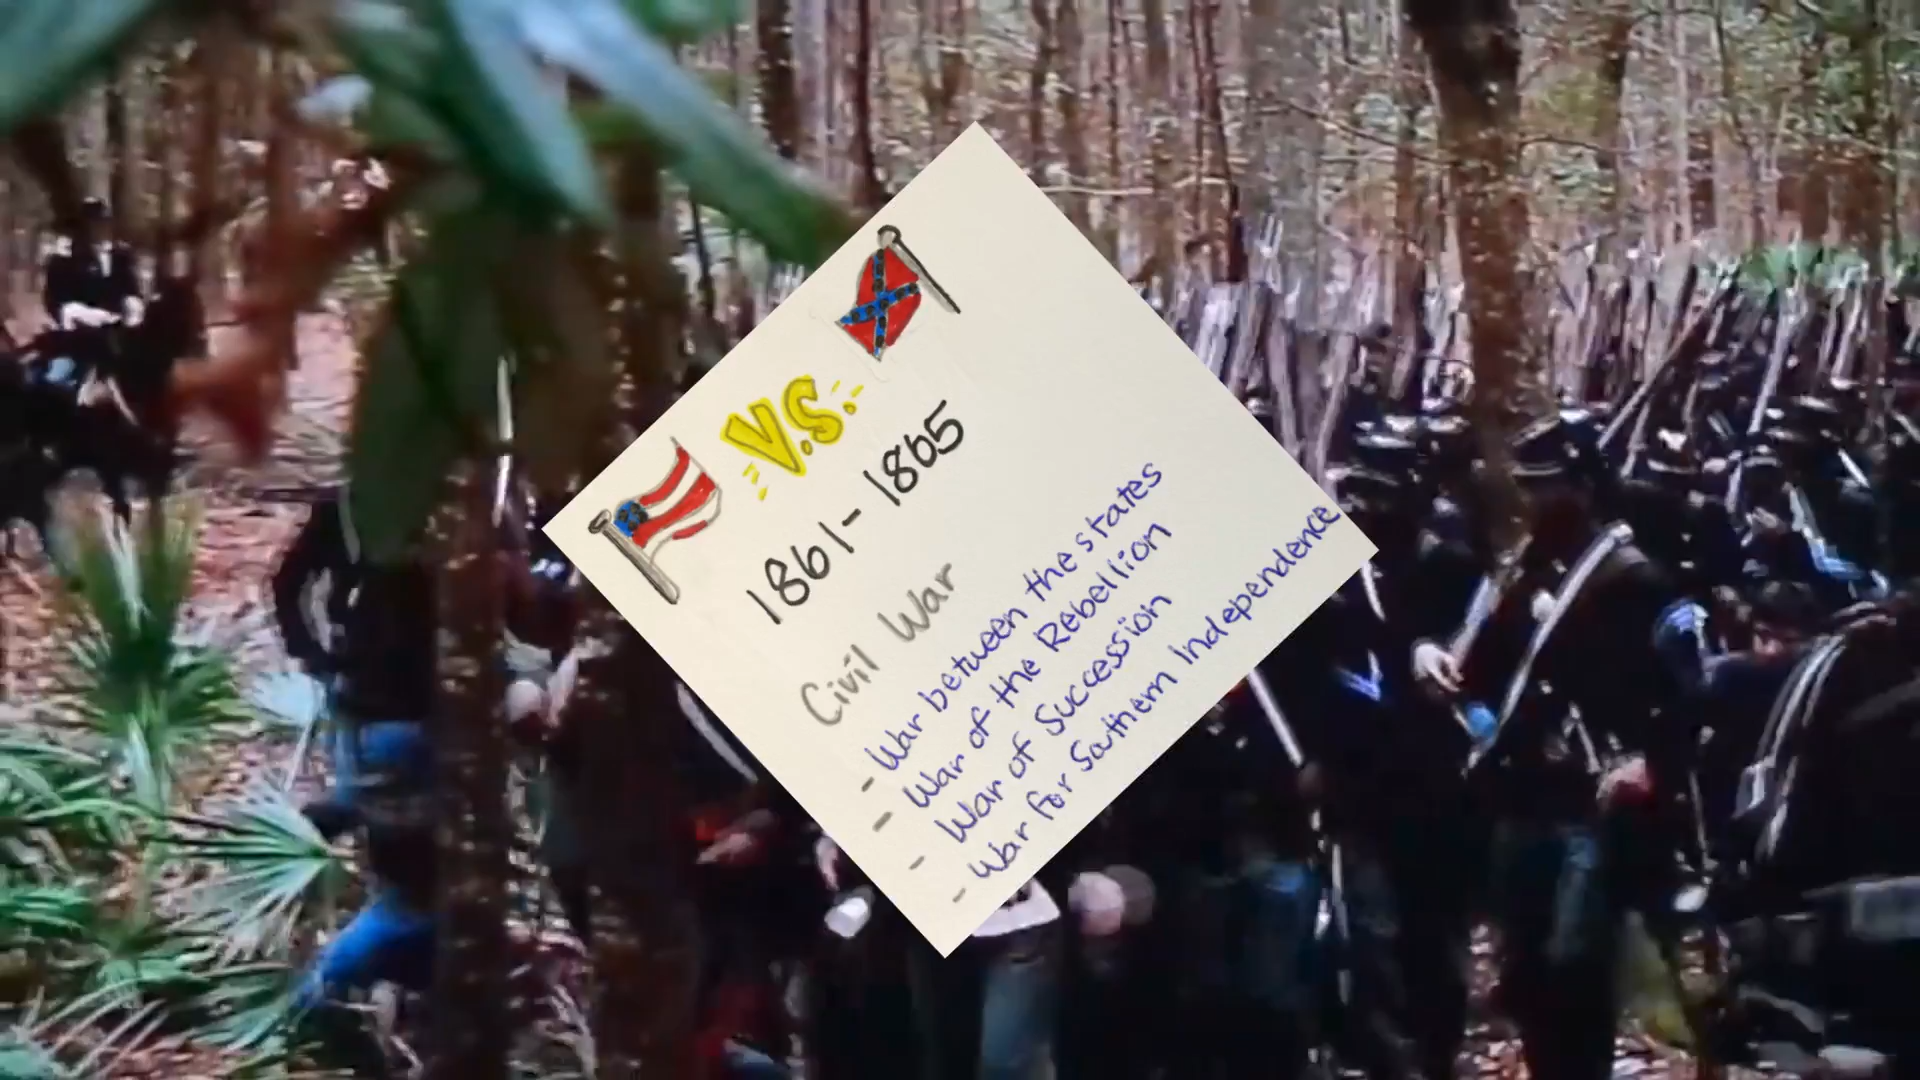 V.S.
1861-1865
Civil War
- War between the states
- War of the Rebellion
- War of Succession
- War for Southern Independence